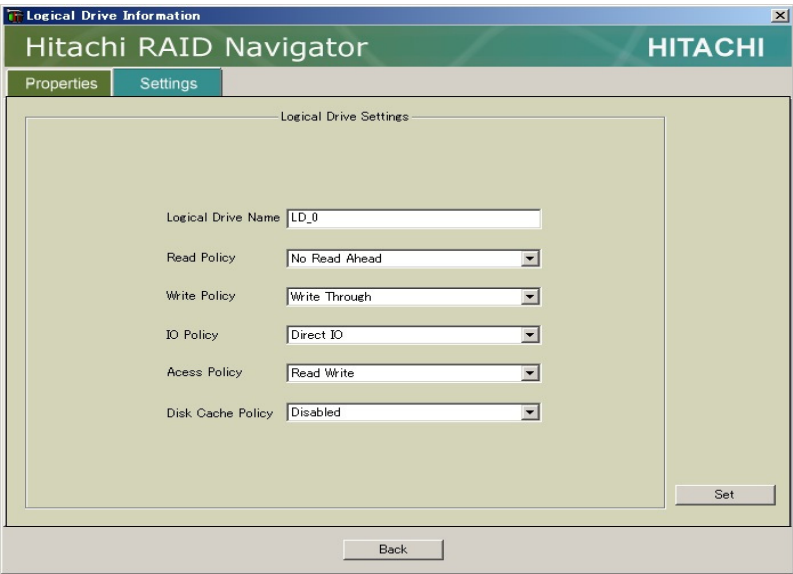 Logical Drive Information
Hitachi RAID Navigator HITACHI
Properties Settings
Logical Drive Settings
Logical Drive Name LD_0
Read Policy No Read Ahead
Write Policy Write Through
IO Policy Direct IO
Acess Policy Read Write
Disk Cache Policy Disabled
Set
Back